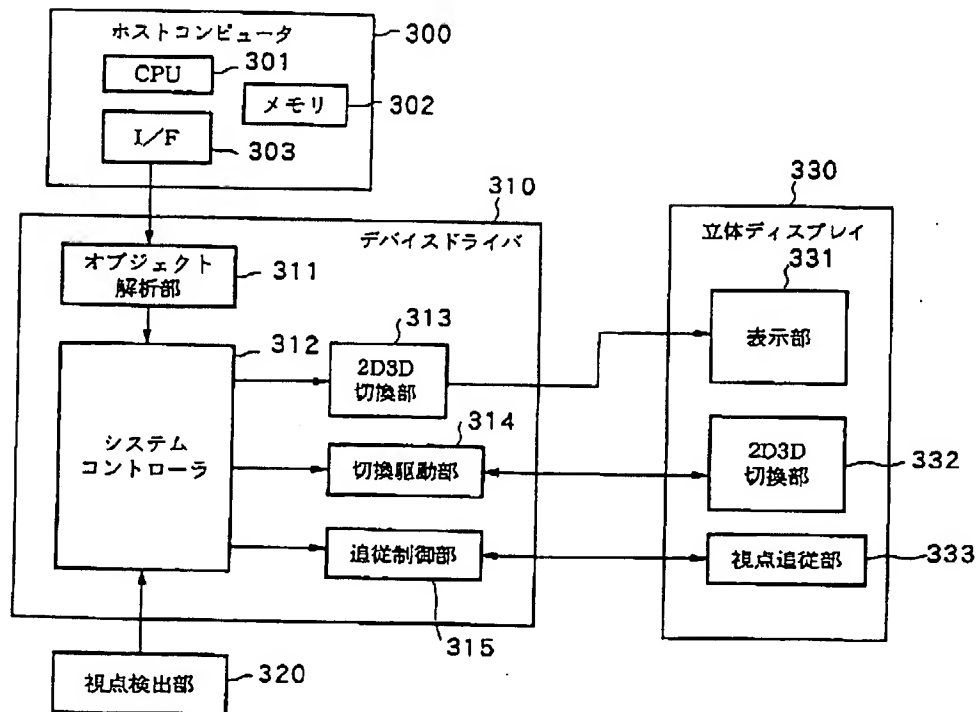 ホストコンピュータ
300
CPU
301
メモリ
302
I/F
303
310
デバイスドライバ
オブジェクト
解析部
311
312
システム
コントローラ
313
2D3D
切換部
314
切換駆動部
追従制御部
315
視点検出部
320
330
立体ディスプレイ
331
表示部
2D3D
切換部
332
視点追従部
333